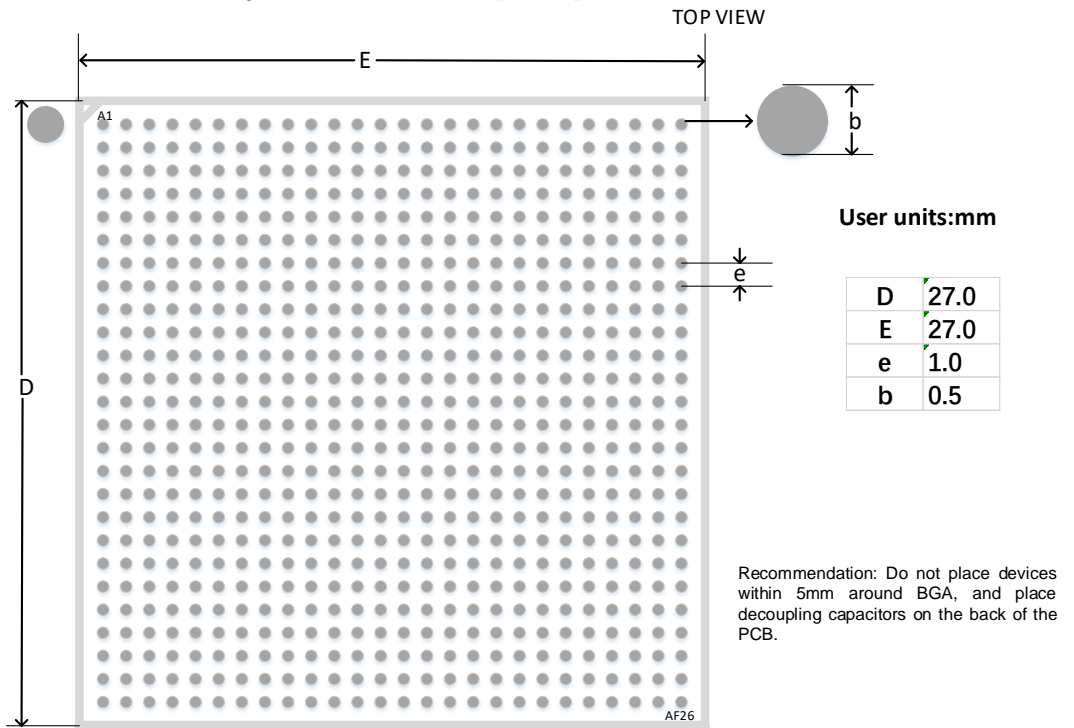 TOP VIEW
E
A1
b
User units:mm
e
D 27.0
E 27.0
e 1.0
b 0.5
D
Recommendation: Do not place devices
within 5mm around BGA, and place
decoupling capacitors on the back of the
PCB.
AF26